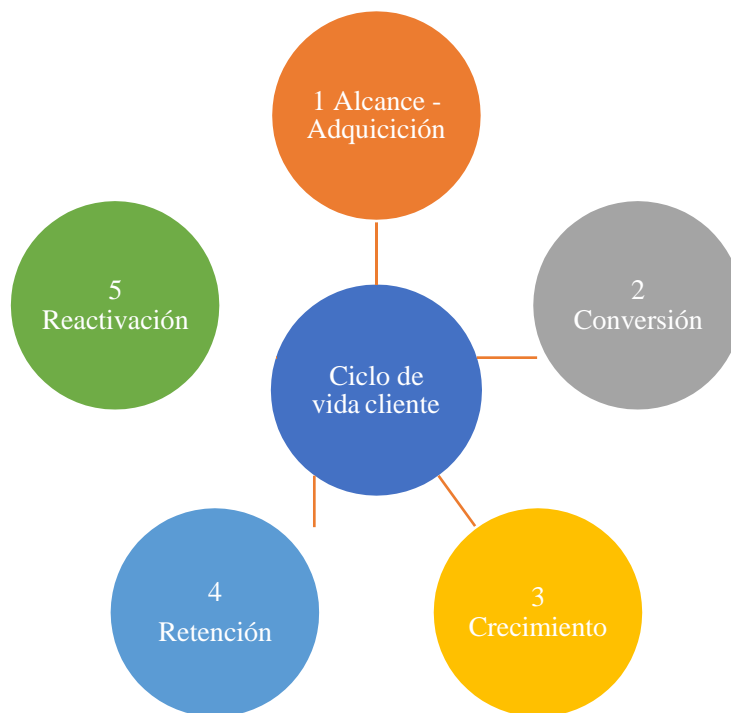 1 Alcance -
Adquicición
2
Conversión
3
Crecimiento
4
Retención
5
Reactivación
Ciclo de
vida cliente